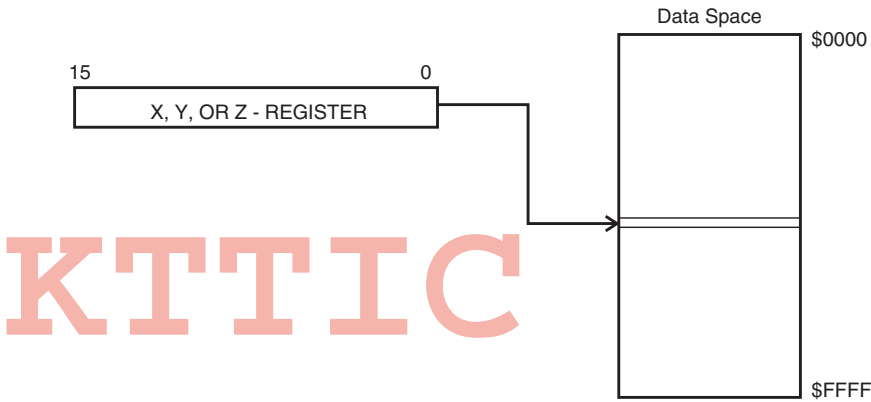 Data Space
$0000
15
0
X, Y, OR Z - REGISTER
KTTIC
$FFFF